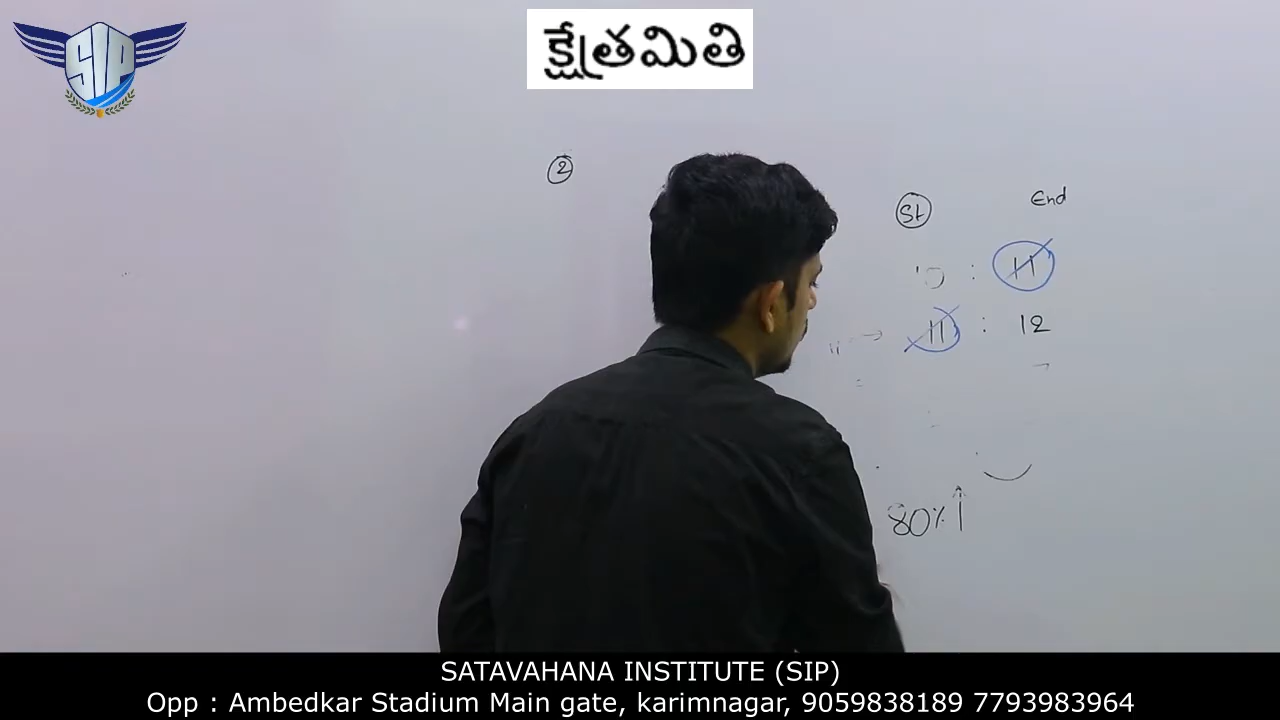 SIP
క్షేత్రమితి
2
St End
10 : 11
11 : 12
80% ↑
SATAVAHANA INSTITUTE (SIP)
Opp : Ambedkar Stadium Main gate, karimnagar, 9059838189 7793983964